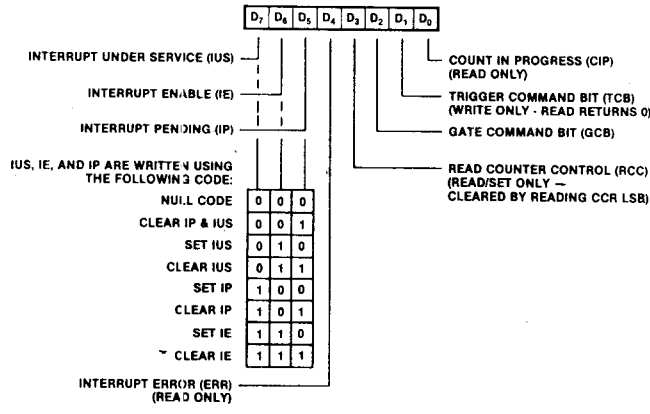 D7 D6 D5 D4 D3 D2 D1 D0
INTERRUPT UNDER SERVICE (IUS)
INTERRUPT ENABLE (IE)
INTERRUPT PENDING (IP)
IUS, IE, AND IP ARE WRITTEN USING
THE FOLLOWING CODE:
NULL CODE 0 0 0
CLEAR IP & IUS 0 0 1
SET IUS 0 1 0
CLEAR IUS 0 1 1
SET IP 1 0 0
CLEAR IP 1 0 1
SET IE 1 1 0
CLEAR IE 1 1 1
INTERRUPT ERROR (ERR)
(READ ONLY)
COUNT IN PROGRESS (CIP)
(READ ONLY)
TRIGGER COMMAND BIT (TCB)
(WRITE ONLY - READ RETURNS 0)
GATE COMMAND BIT (GCB)
READ COUNTER CONTROL (RCC)
(READ/SET ONLY —
CLEARED BY READING CCR LSB)